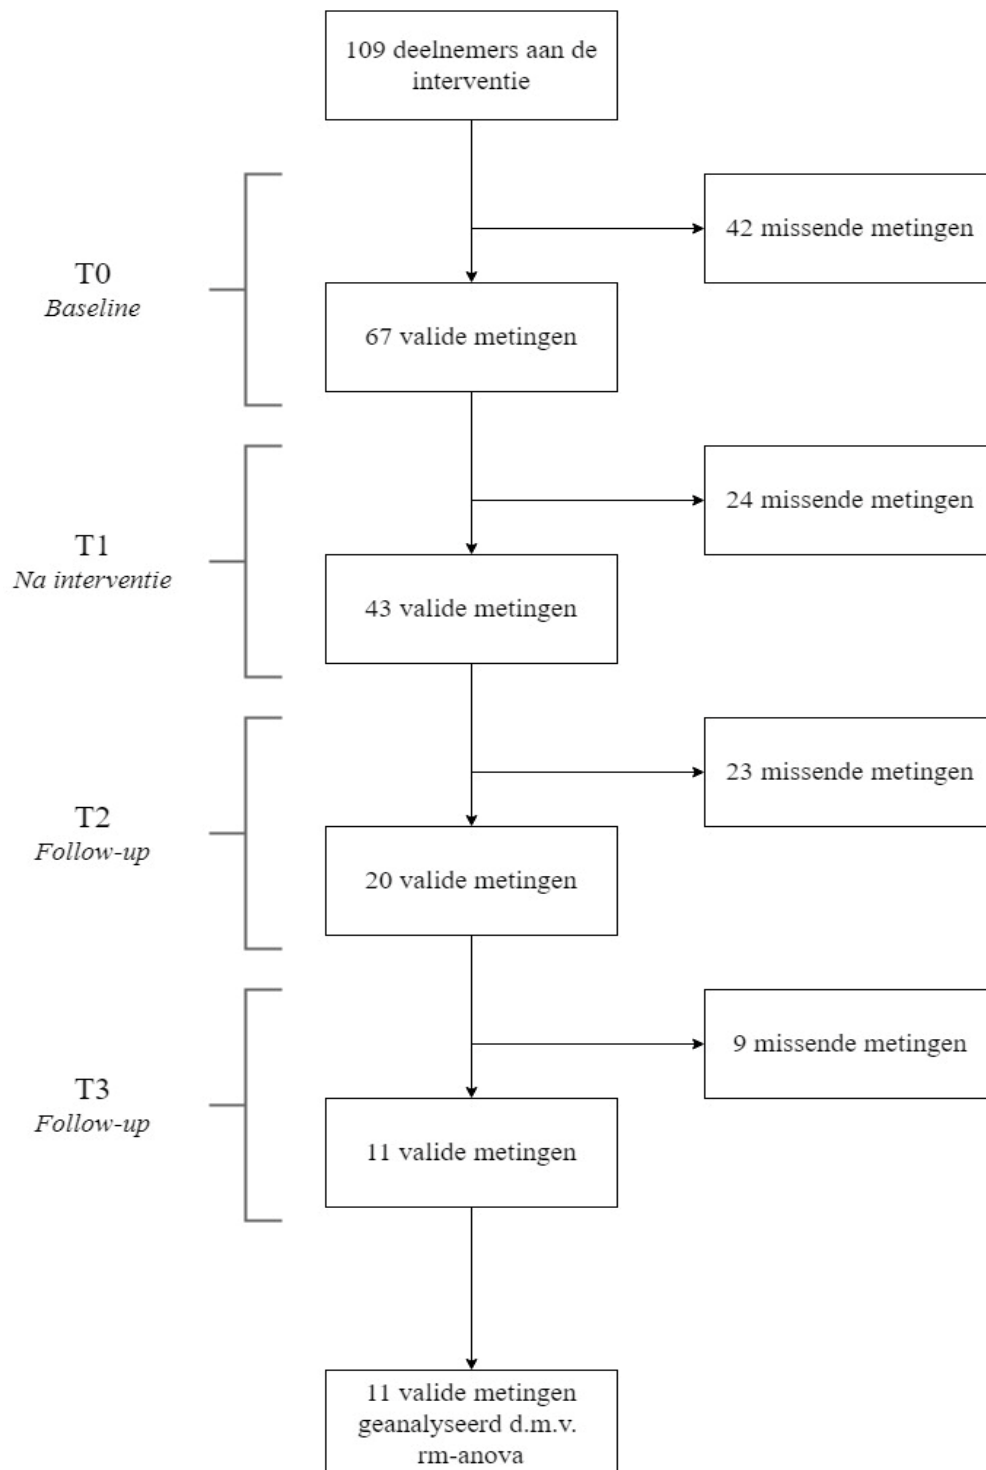 109 deelnemers aan de
interventie
42 missende metingen
T0
Baseline
67 valide metingen
24 missende metingen
T1
Na interventie
43 valide metingen
23 missende metingen
T2
Follow-up
20 valide metingen
9 missende metingen
T3
Follow-up
11 valide metingen
11 valide metingen
geanalyseerd d.m.v.
rm-anova